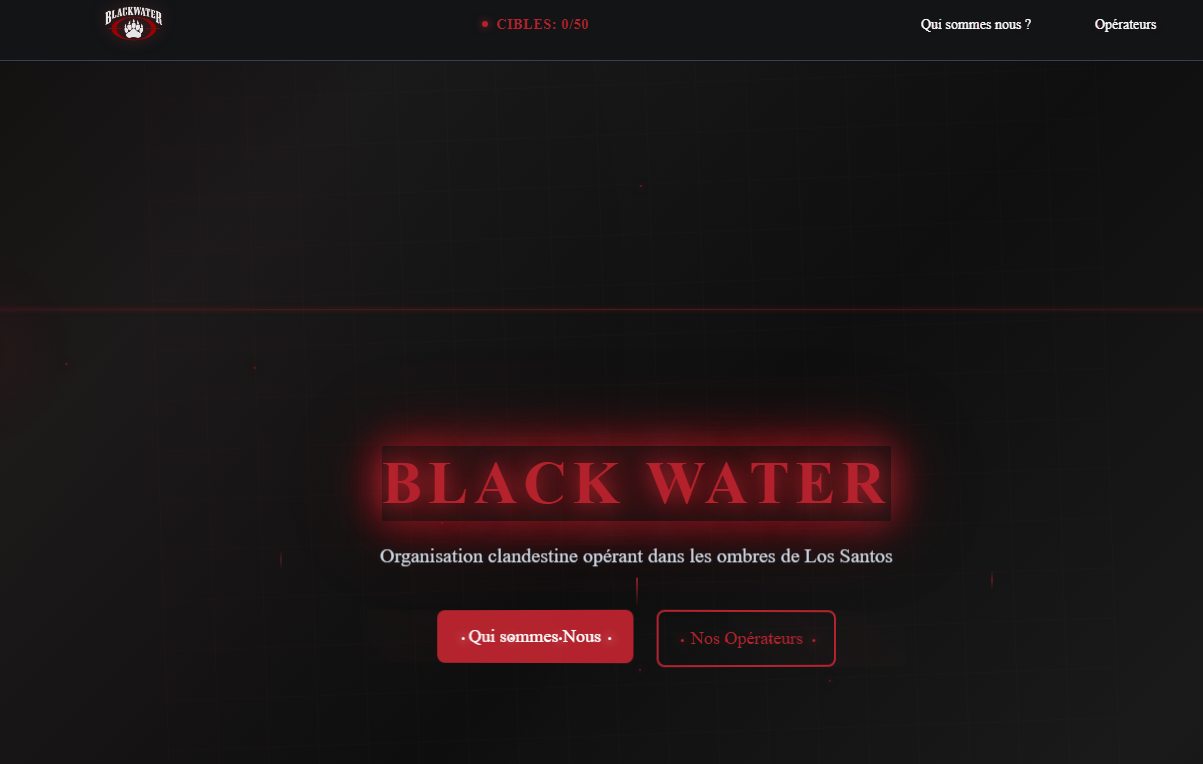 BLACKWATER
CIBLES: 0/50
Qui sommes nous ?
Opérateurs
BLACK WATER
Organisation clandestine opérant dans les ombres de Los Santos
Qui sommes Nous
Nos Opérateurs